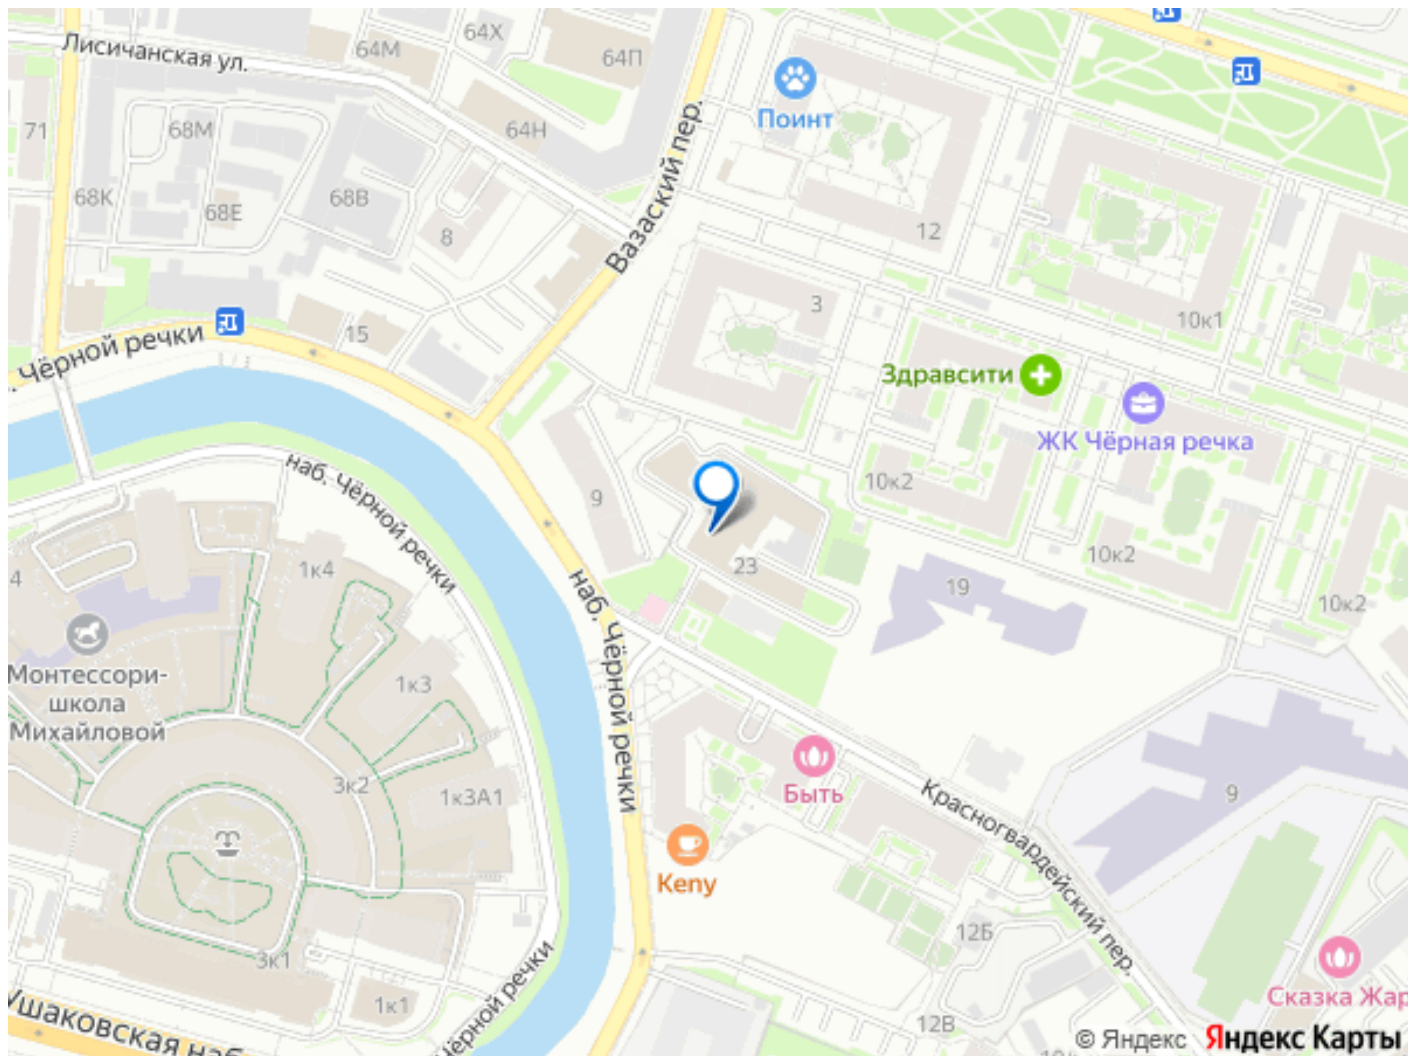 Лисичанская ул.
64М
64Х
64П
71
68М
64Н
Поинт
68К
68Е
68В
8
Вазаский пер.
12
3
10к1
. Чёрной речки
15
Здравсити
ЖК Чёрная речка
наб. Чёрной речки
9
10к2
23
10к2
19
10к2
1к4
4
наб. Чёрной речки
Монтессори-
школа
Михайловой
1к3
3к2
1к3А1
Быть
Красногвардейский пер.
9
Keny
12Б
3к1
1к1
12В
Сказка Жар
Ушаковская наб
Чёрной речки
© Яндекс Яндекс Карты